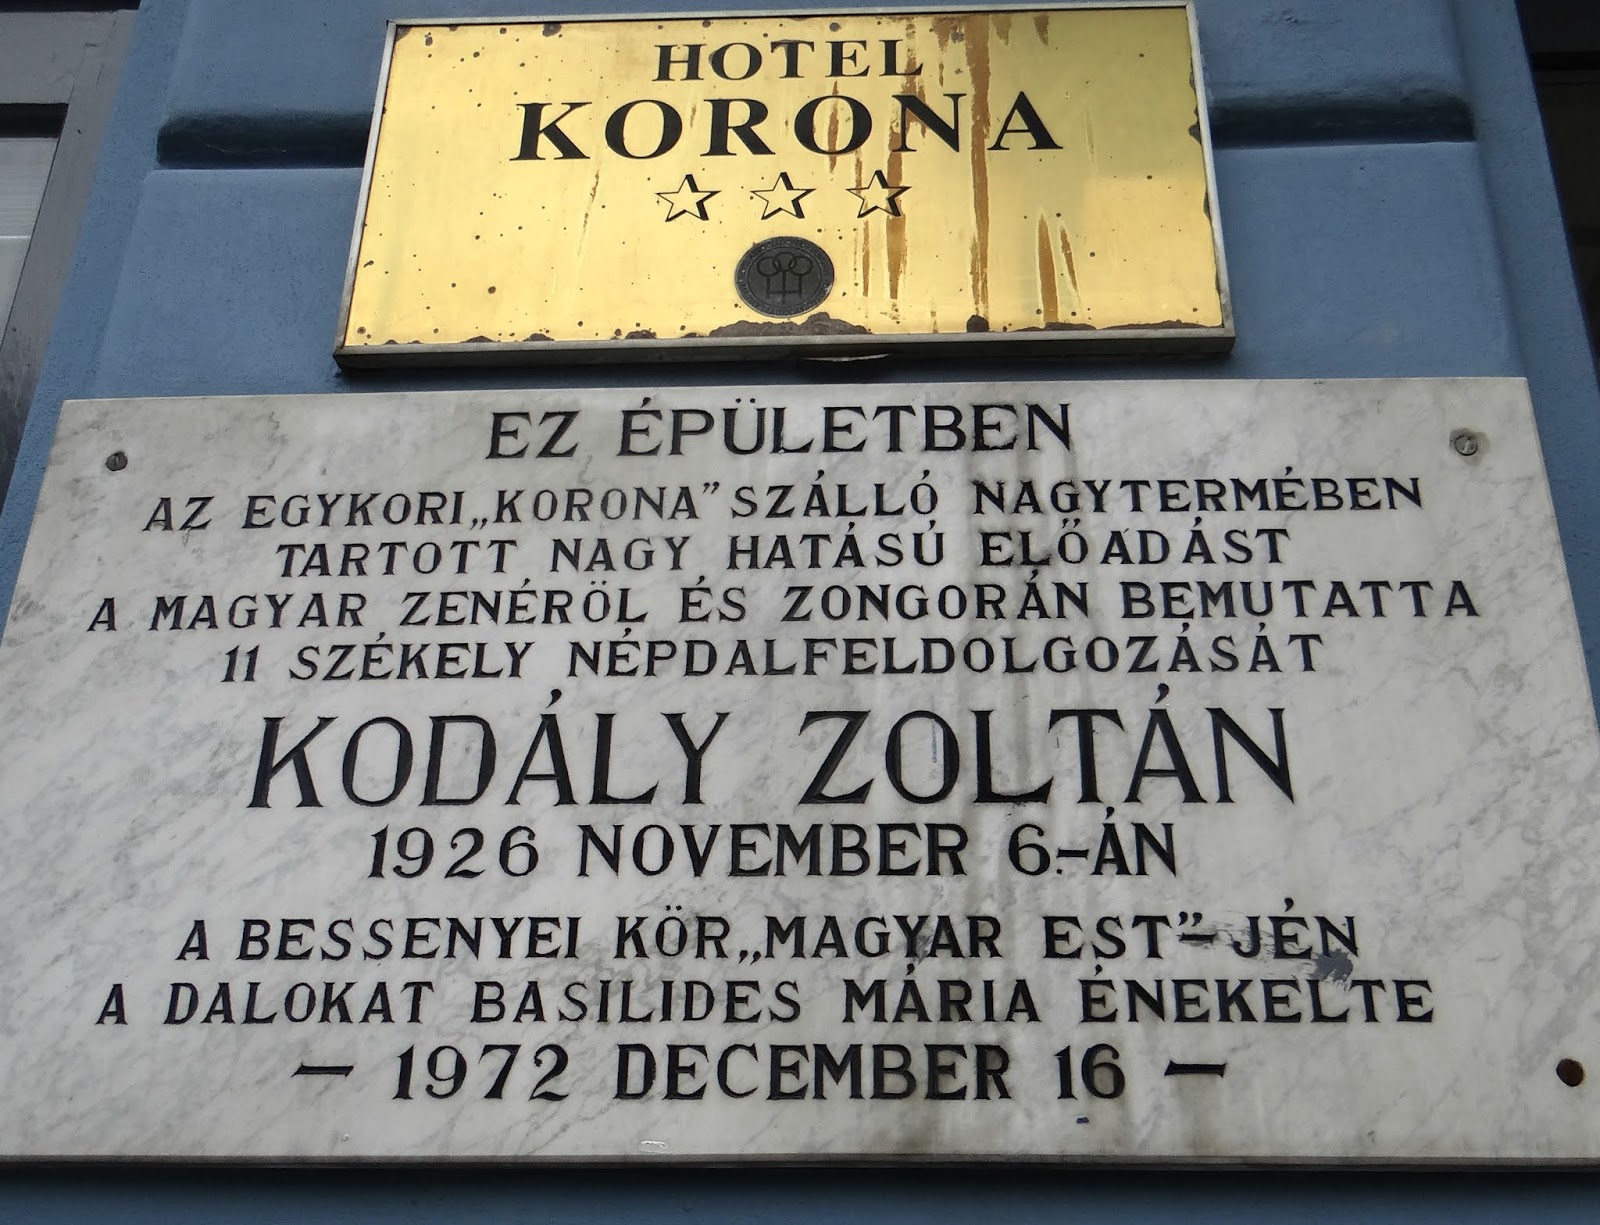 HOTEL
KORONA
EZ ÉPÜLETBEN
AZ EGYKORI „KORONA” SZÁLLÓ NAGYTERMÉBEN
TARTOTT NAGY HATÁSÚ ELŐADÁST
A MAGYAR ZENÉRÖL ÉS ZONGORÁN BEMUTATTA
11 SZÉKELY NÉPDALFELDOLGOZÁSÁT
KODÁLY ZOLTÁN
1926 NOVEMBER 6.-ÁN
A BESSENYEI KÖR „MAGYAR EST”-JÉN
A DALOKAT BASILIDES MÁRIA ÉNEKELTE
— 1972 DECEMBER 16 —